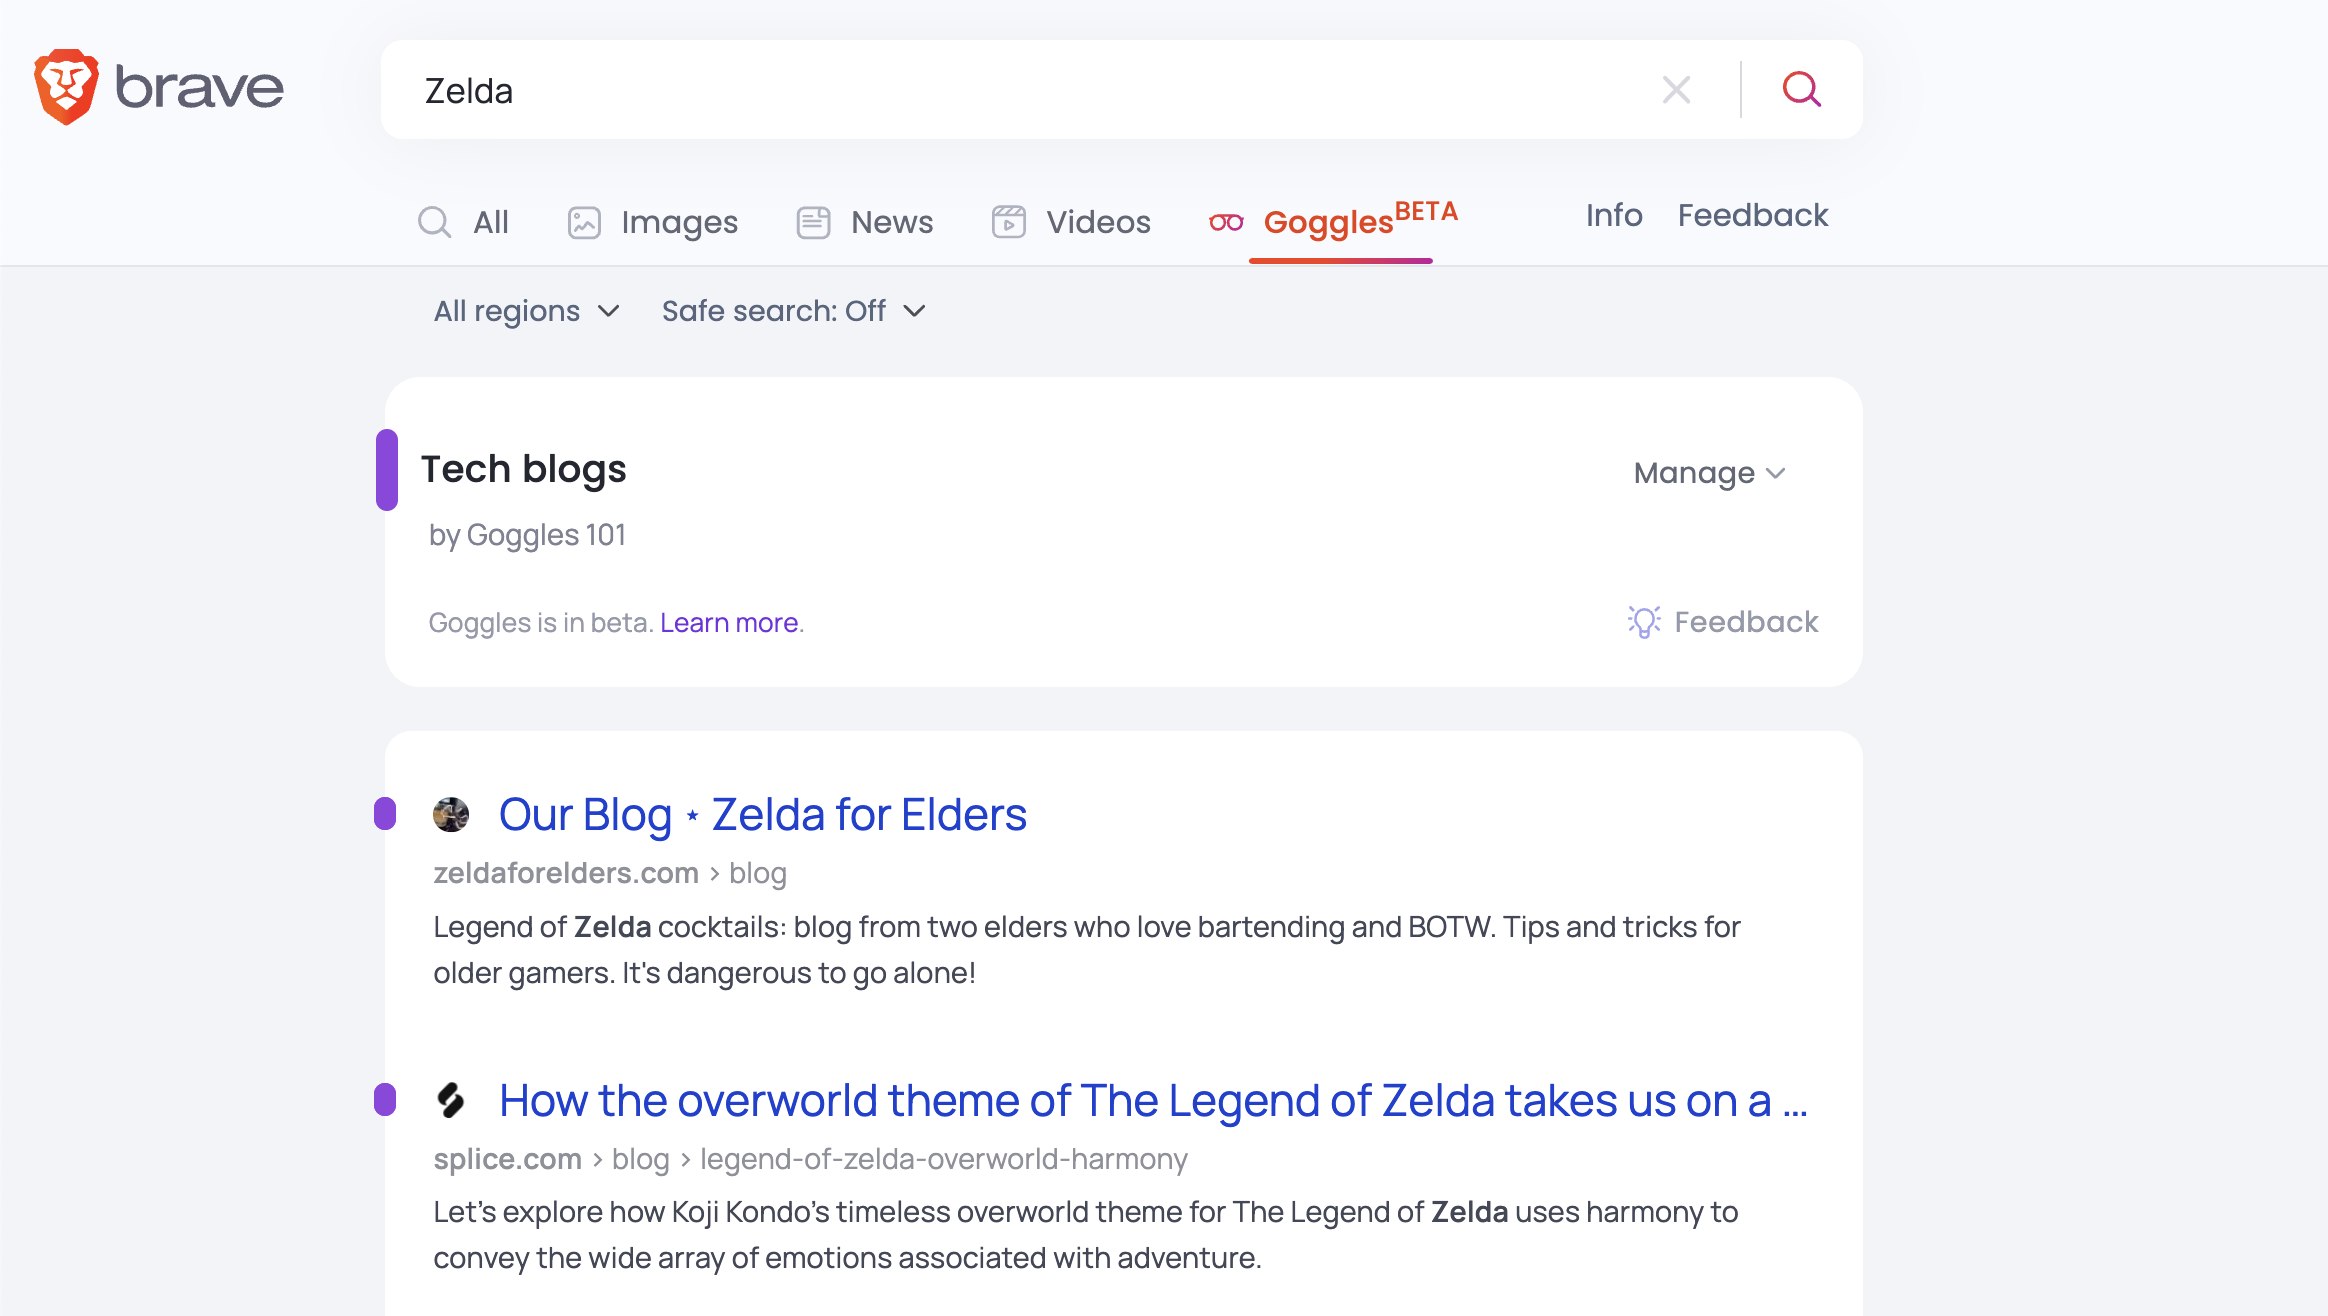 brave
Zelda
All Images News Videos Goggles BETA Info Feedback
All regions Safe search: Off
Tech blogs
Manage
by Goggles 101
Goggles is in beta. Learn more.
Feedback
Our Blog ⋆ Zelda for Elders
zeldaforelders.com › blog
Legend of Zelda cocktails: blog from two elders who love bartending and BOTW. Tips and tricks for
older gamers. It's dangerous to go alone!
How the overworld theme of The Legend of Zelda takes us on a ...
splice.com › blog › legend-of-zelda-overworld-harmony
Let’s explore how Koji Kondo’s timeless overworld theme for The Legend of Zelda uses harmony to
convey the wide array of emotions associated with adventure.